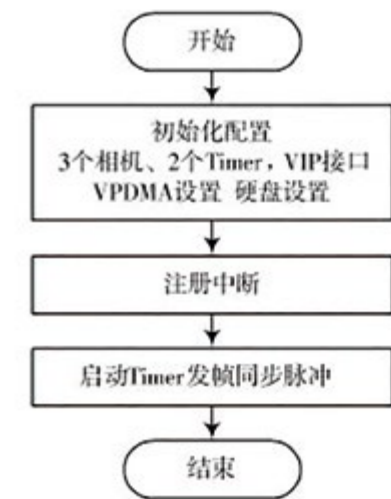 开始
初始化配置
3个相机、2个Timer，VIP接口
VPDMA设置 硬盘设置
注册中断
启动Timer发帧同步脉冲
结束